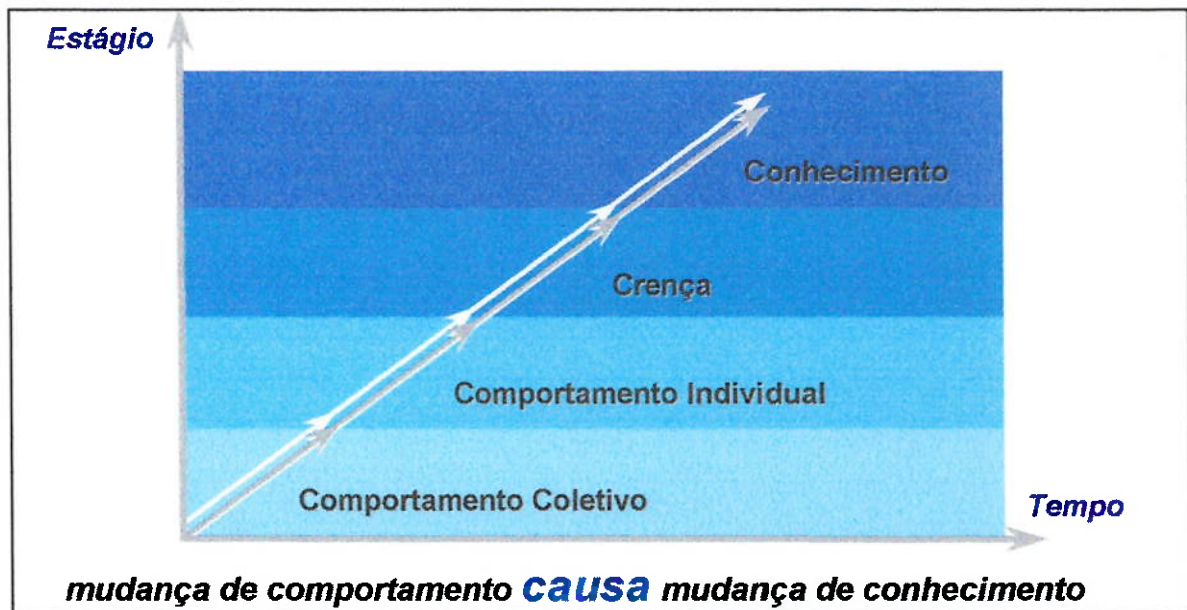 Estágio
Conhecimento
Crença
Comportamento Individual
Comportamento Coletivo
Tempo
mudança de comportamento causa mudança de conhecimento